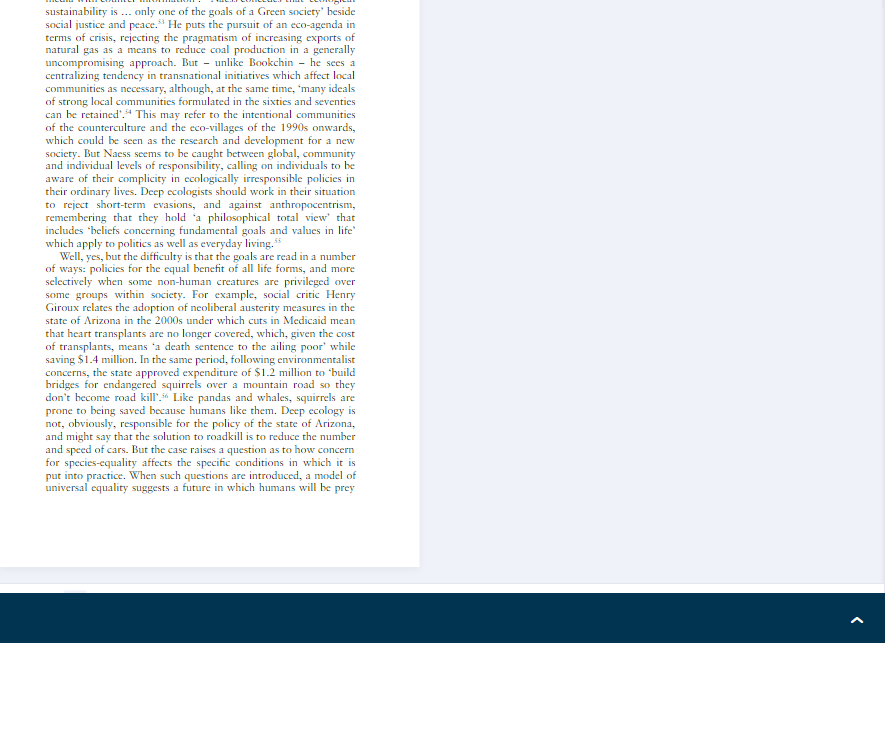 sustainability is … only one of the goals of a Green society' beside
social justice and peace.⁵³ He puts the pursuit of an eco-agenda in
terms of crisis, rejecting the pragmatism of increasing exports of
natural gas as a means to reduce coal production in a generally
uncompromising approach. But – unlike Bookchin – he sees a
centralizing tendency in transnational initiatives which affect local
communities as necessary, although, at the same time, 'many ideals
of strong local communities formulated in the sixties and seventies
can be retained'.⁵⁴ This may refer to the intentional communities
of the counterculture and the eco-villages of the 1990s onwards,
which could be seen as the research and development for a new
society. But Naess seems to be caught between global, community
and individual levels of responsibility, calling on individuals to be
aware of their complicity in ecologically irresponsible policies in
their ordinary lives. Deep ecologists should work in their situation
to reject short-term evasions, and against anthropocentrism,
remembering that they hold 'a philosophical total view' that
includes 'beliefs concerning fundamental goals and values in life'
which apply to politics as well as everyday living.⁵⁵
Well, yes, but the difficulty is that the goals are read in a number
of ways: policies for the equal benefit of all life forms, and more
selectively when some non-human creatures are privileged over
some groups within society. For example, social critic Henry
Giroux relates the adoption of neoliberal austerity measures in the
state of Arizona in the 2000s under which cuts in Medicaid mean
that heart transplants are no longer covered, which, given the cost
of transplants, means 'a death sentence to the ailing poor' while
saving $1.4 million. In the same period, following environmentalist
concerns, the state approved expenditure of $1.2 million to 'build
bridges for endangered squirrels over a mountain road so they
don't become road kill'.⁵⁶ Like pandas and whales, squirrels are
prone to being saved because humans like them. Deep ecology is
not, obviously, responsible for the policy of the state of Arizona,
and might say that the solution to roadkill is to reduce the number
and speed of cars. But the case raises a question as to how concern
for species-equality affects the specific conditions in which it is
put into practice. When such questions are introduced, a model of
universal equality suggests a future in which humans will be prey